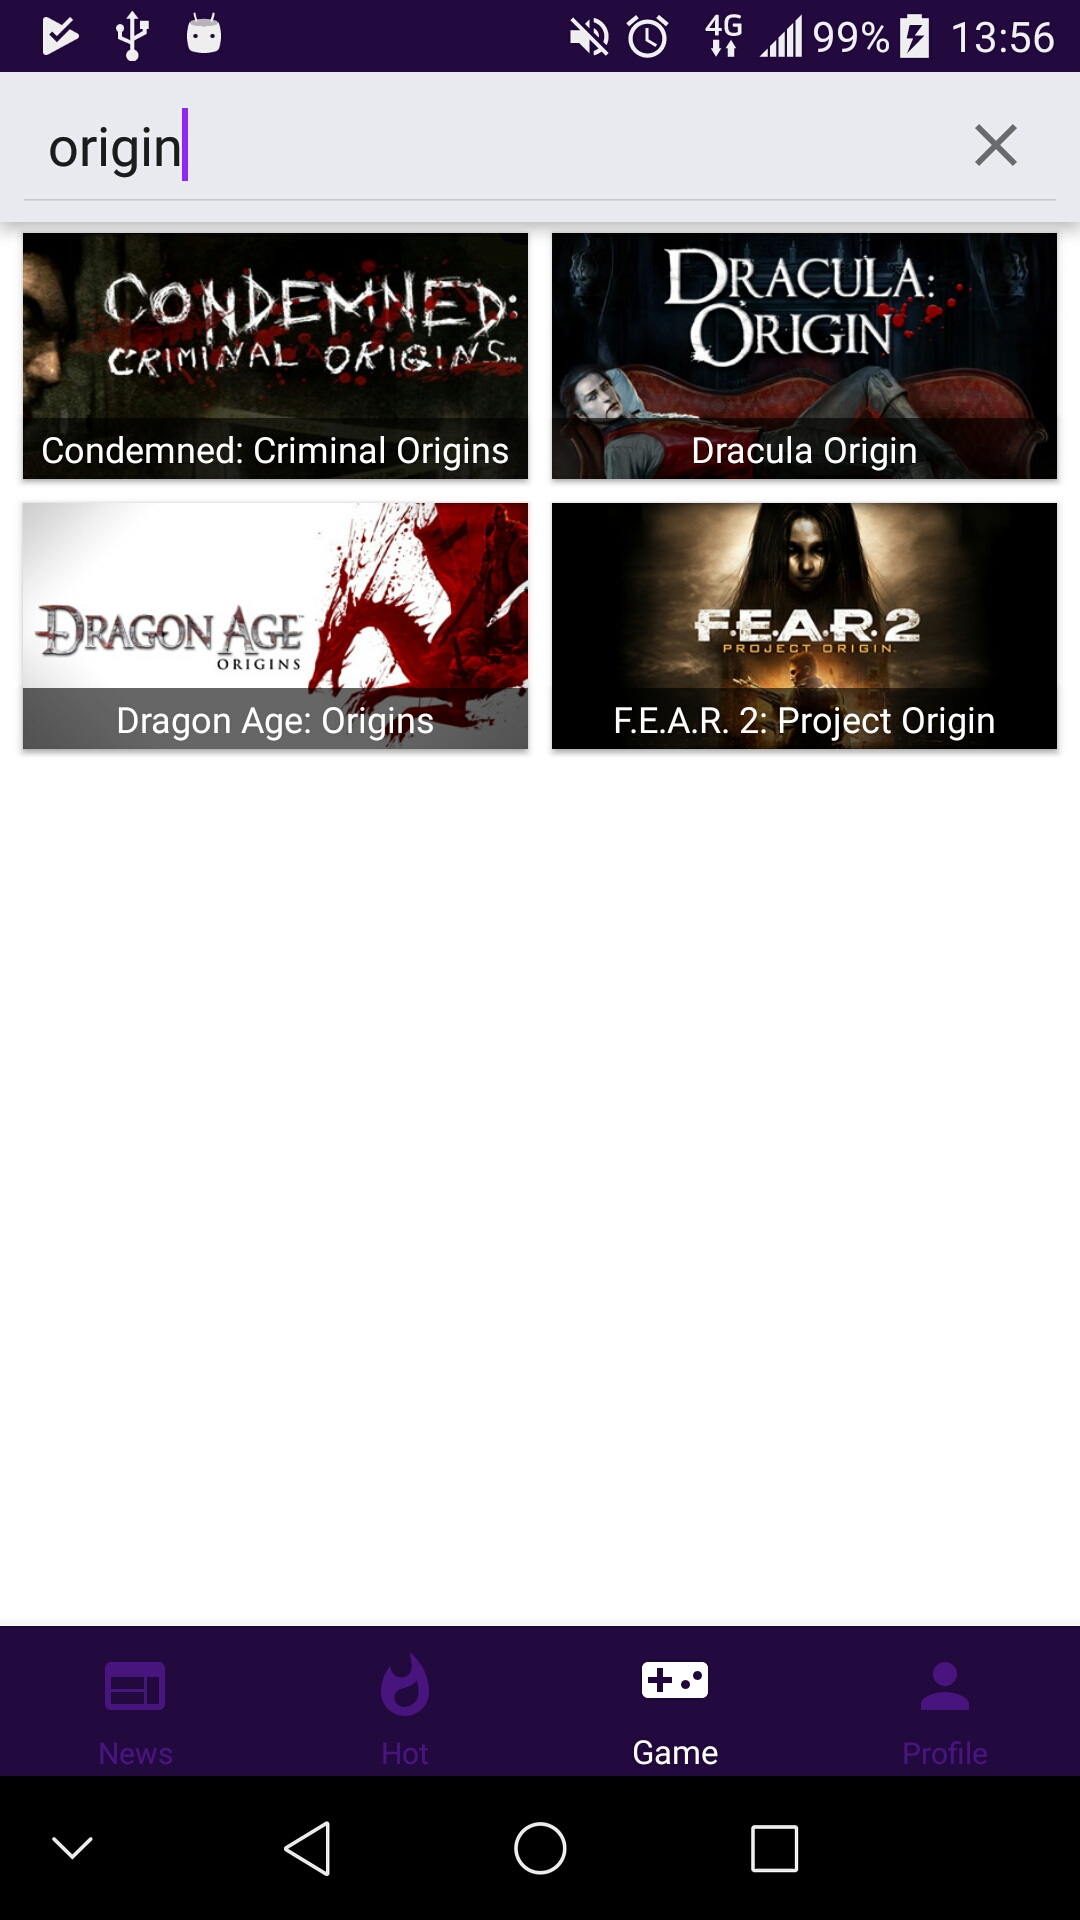 4G 99% 13:56
origin
CONDEMNED:
CRIMINAL ORIGINS™
Condemned: Criminal Origins
DRACULA:
ORIGIN
Dracula Origin
DRAGON AGE
ORIGINS
Dragon Age: Origins
F.E.A.R. 2
PROJECT ORIGIN
F.E.A.R. 2: Project Origin
News Hot Game Profile